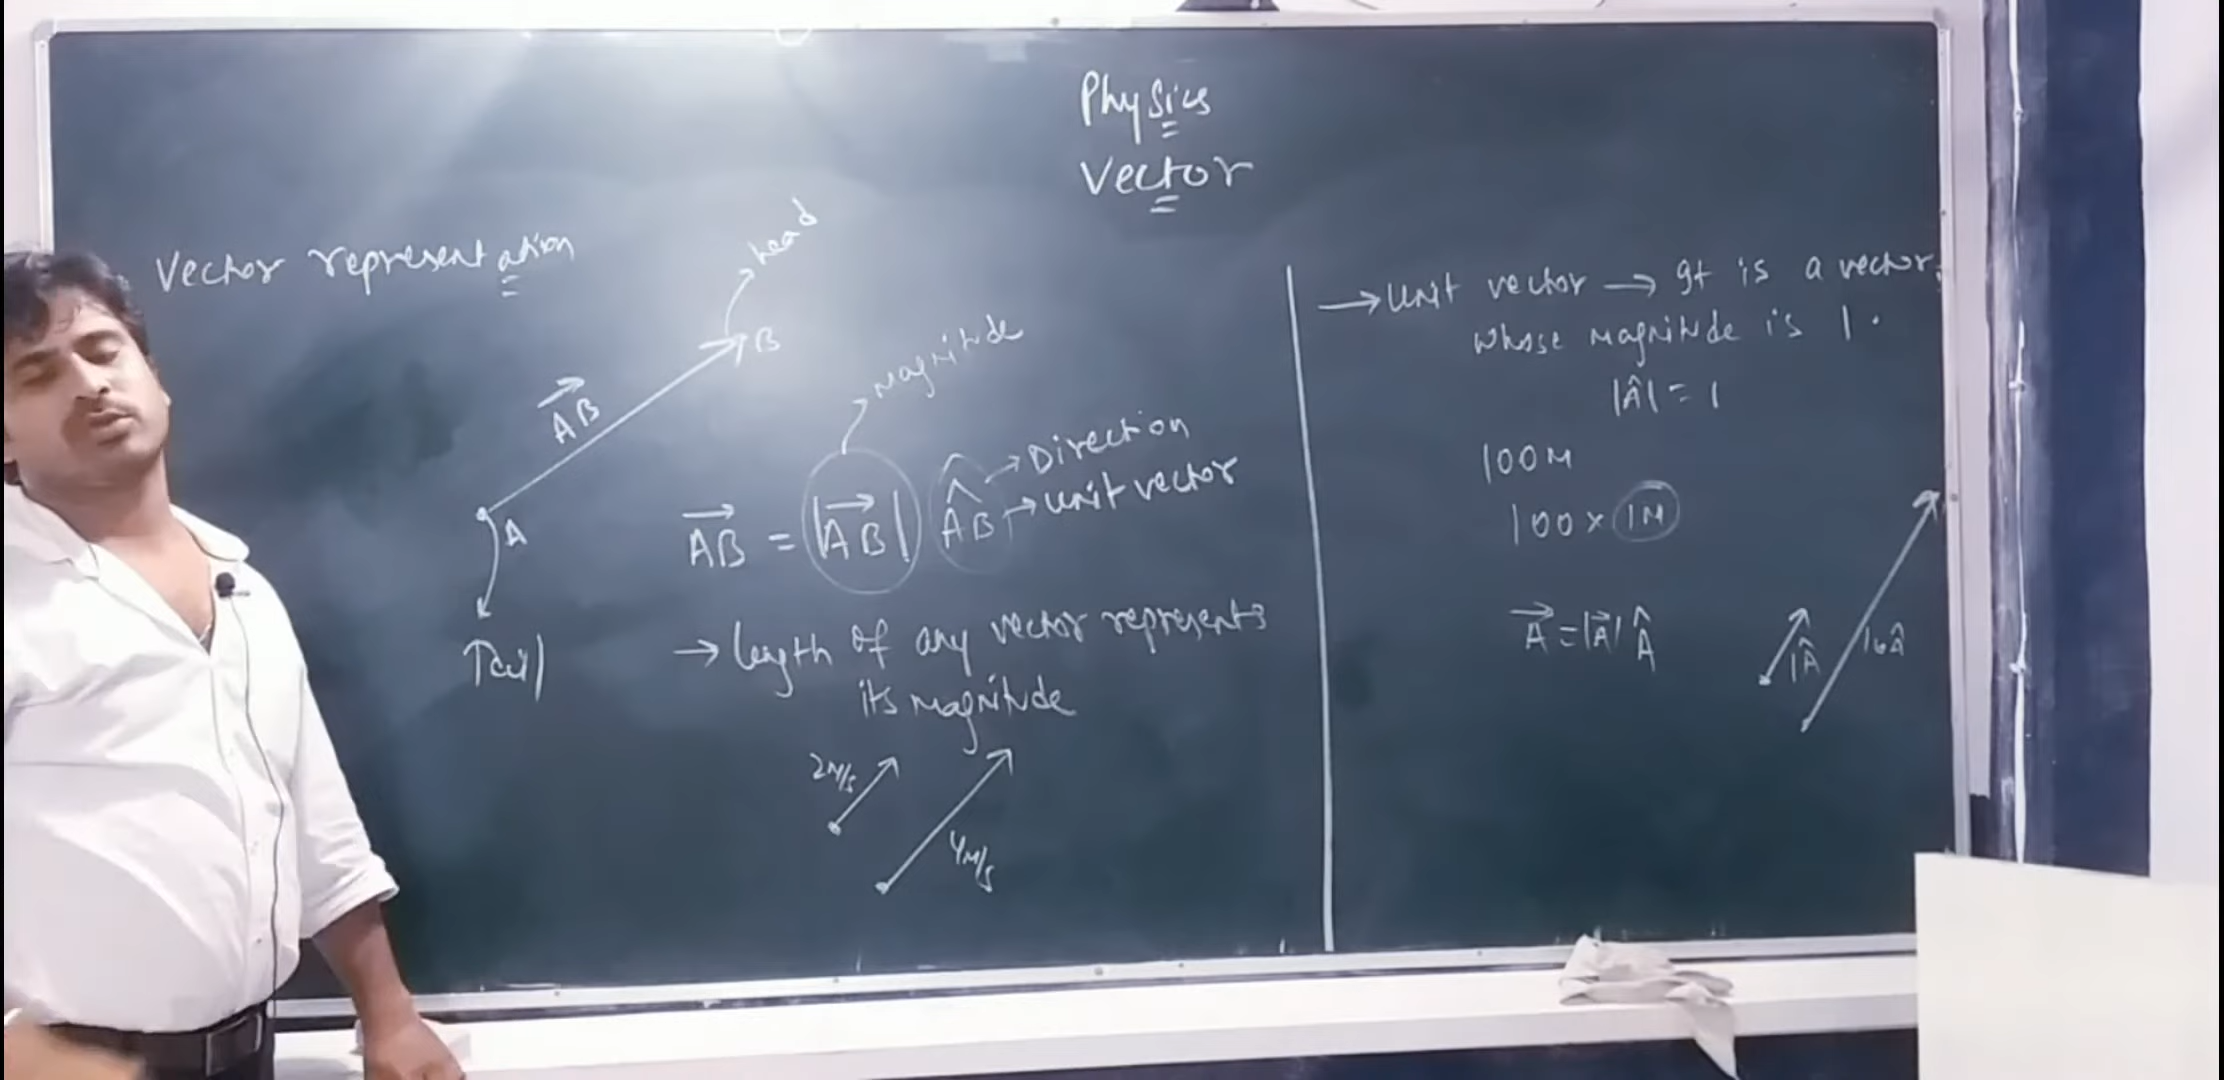 Physics
Vector
Vector representation
head
B
AB
A
Tail
Magnitude
Direction
unit vector
AB = |AB| AB
→ length of any vector represents
its magnitude
2M/s
4M/s
→ Unit vector → It is a vector,
whose magnitude is 1.
|Â| = 1
100M
100 × 1M
A = |A| Â
1Â